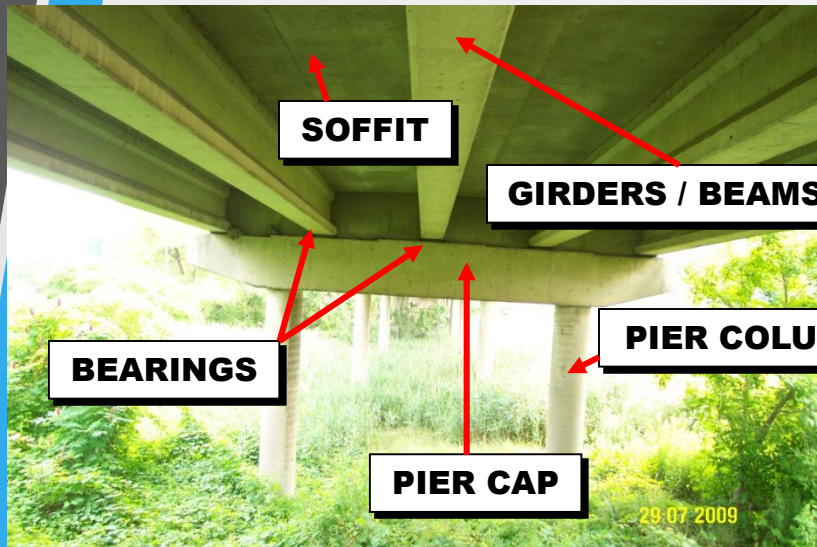 SOFFIT
GIRDERS / BEAMS
PIER COLU
BEARINGS
PIER CAP
29 07 2009